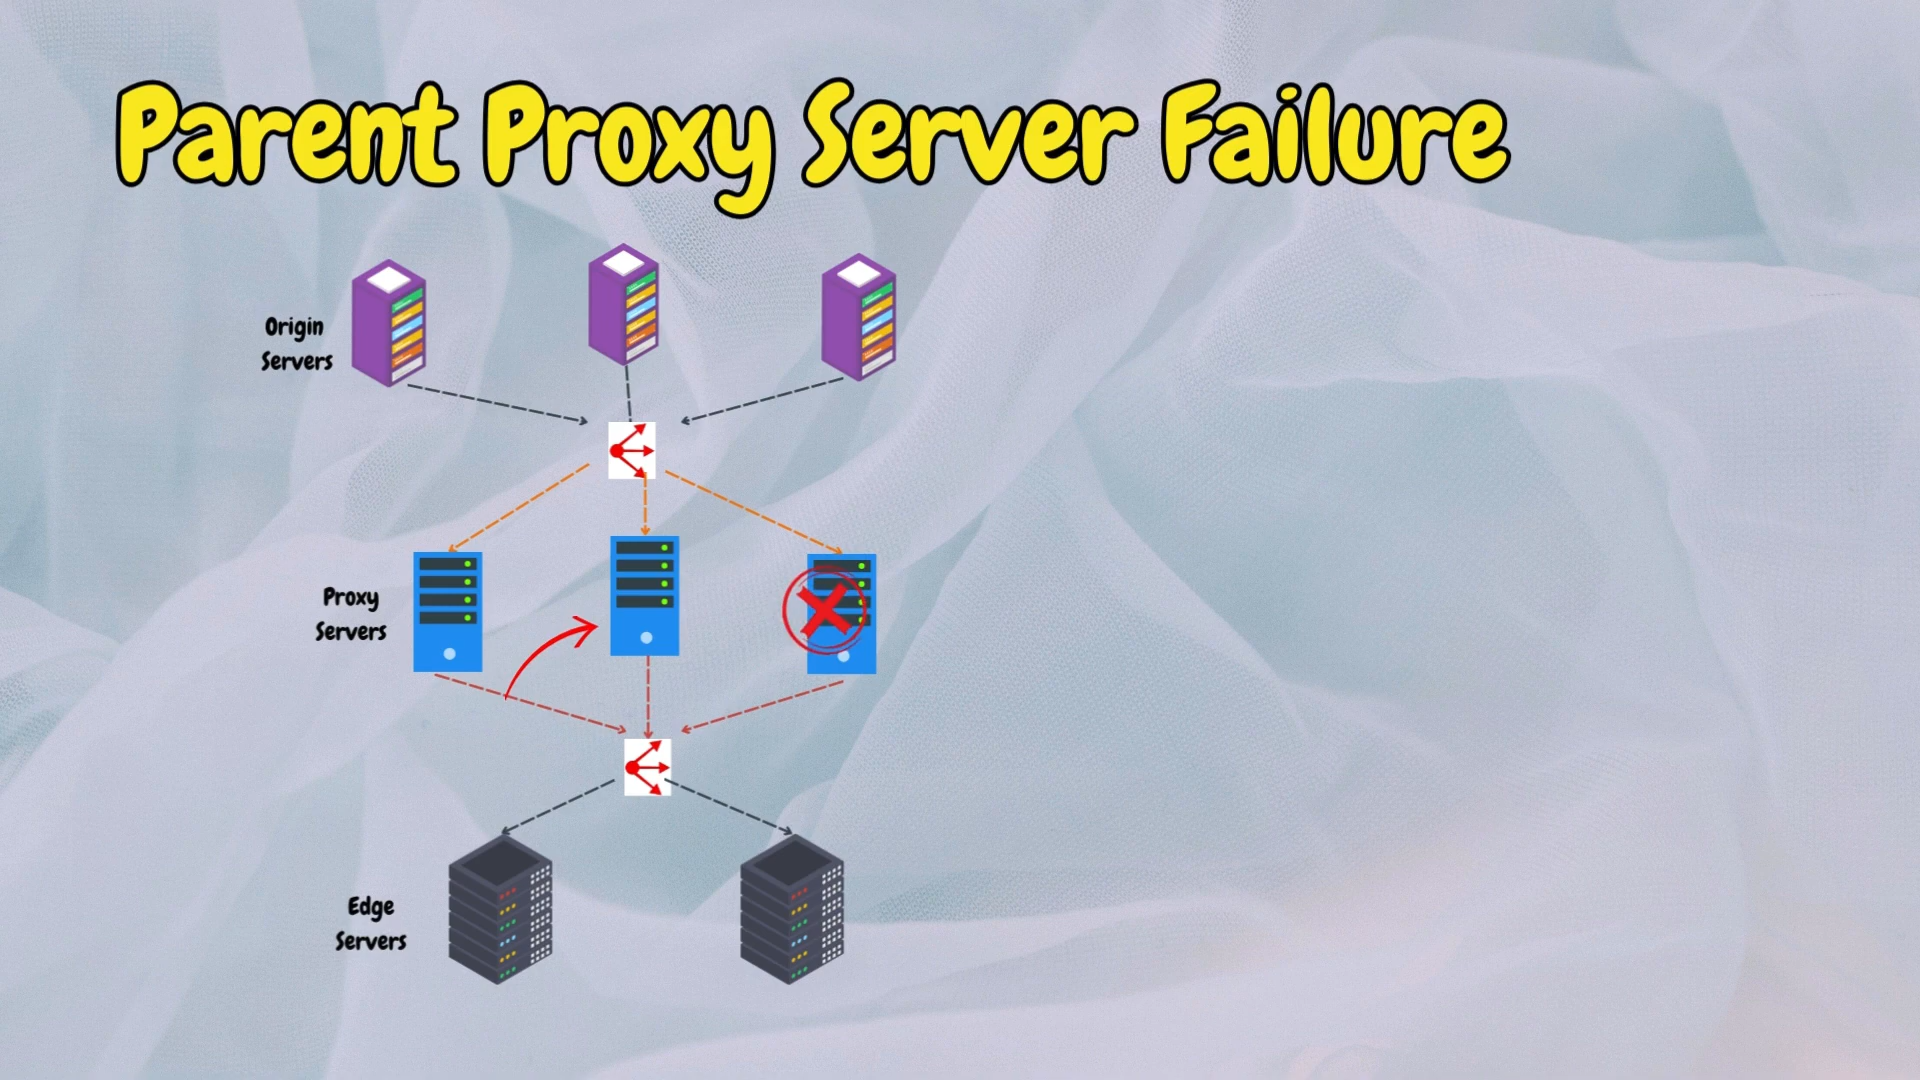 Parent Proxy Server Failure
Origin
Servers
Proxy
Servers
Edge
Servers